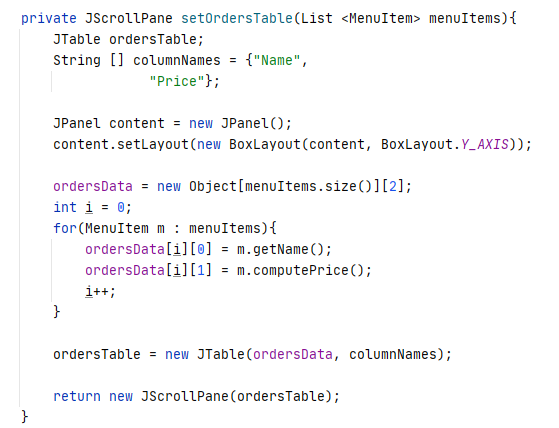 private JScrollPane setOrdersTable(List <MenuItem> menuItems){
    JTable ordersTable;
    String [] columnNames = {"Name",
                "Price"};

    JPanel content = new JPanel();
    content.setLayout(new BoxLayout(content, BoxLayout.Y_AXIS));

    ordersData = new Object[menuItems.size()][2];
    int i = 0;
    for(MenuItem m : menuItems){
        ordersData[i][0] = m.getName();
        ordersData[i][1] = m.computePrice();
        i++;
    }

    ordersTable = new JTable(ordersData, columnNames);

    return new JScrollPane(ordersTable);
}